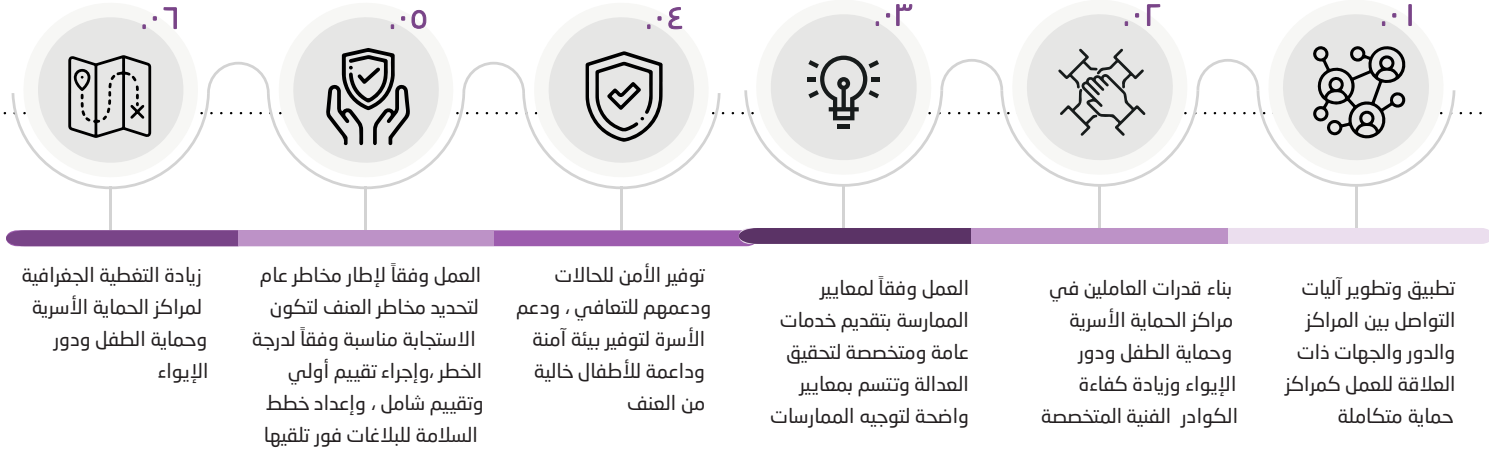 ٠١.
تطبيق وتطوير آليات
التواصل بين المراكز
والدور والجهات ذات
العلاقة للعمل كمراكز
حماية متكاملة
٠٢.
بناء قدرات العاملين في
مراكز الحماية الأسرية
وحماية الطفل ودور
الإيواء وزيادة كفاءة
الكوادر الفنية المتخصصة
٠٣.
العمل وفقاً لمعايير
الممارسة بتقديم خدمات
عامة ومتخصصة لتحقيق
العدالة وتتسم بمعايير
واضحة لتوجيه الممارسات
٠٤.
توفير الأمن للحالات
ودعمهم للتعافي ، ودعم
الأسرة لتوفير بيئة آمنة
وداعمة للأطفال خالية
من العنف
٠٥.
العمل وفقاً لإطار مخاطر عام
لتحديد مخاطر العنف لتكون
الاستجابة مناسبة وفقاً لدرجة
الخطر ،وإجراء تقييم أولي
وتقييم شامل ، وإعداد خطط
السلامة للبلاغات فور تلقيها
٠٦.
زيادة التغطية الجغرافية
لمراكز الحماية الأسرية
وحماية الطفل ودور
الإيواء